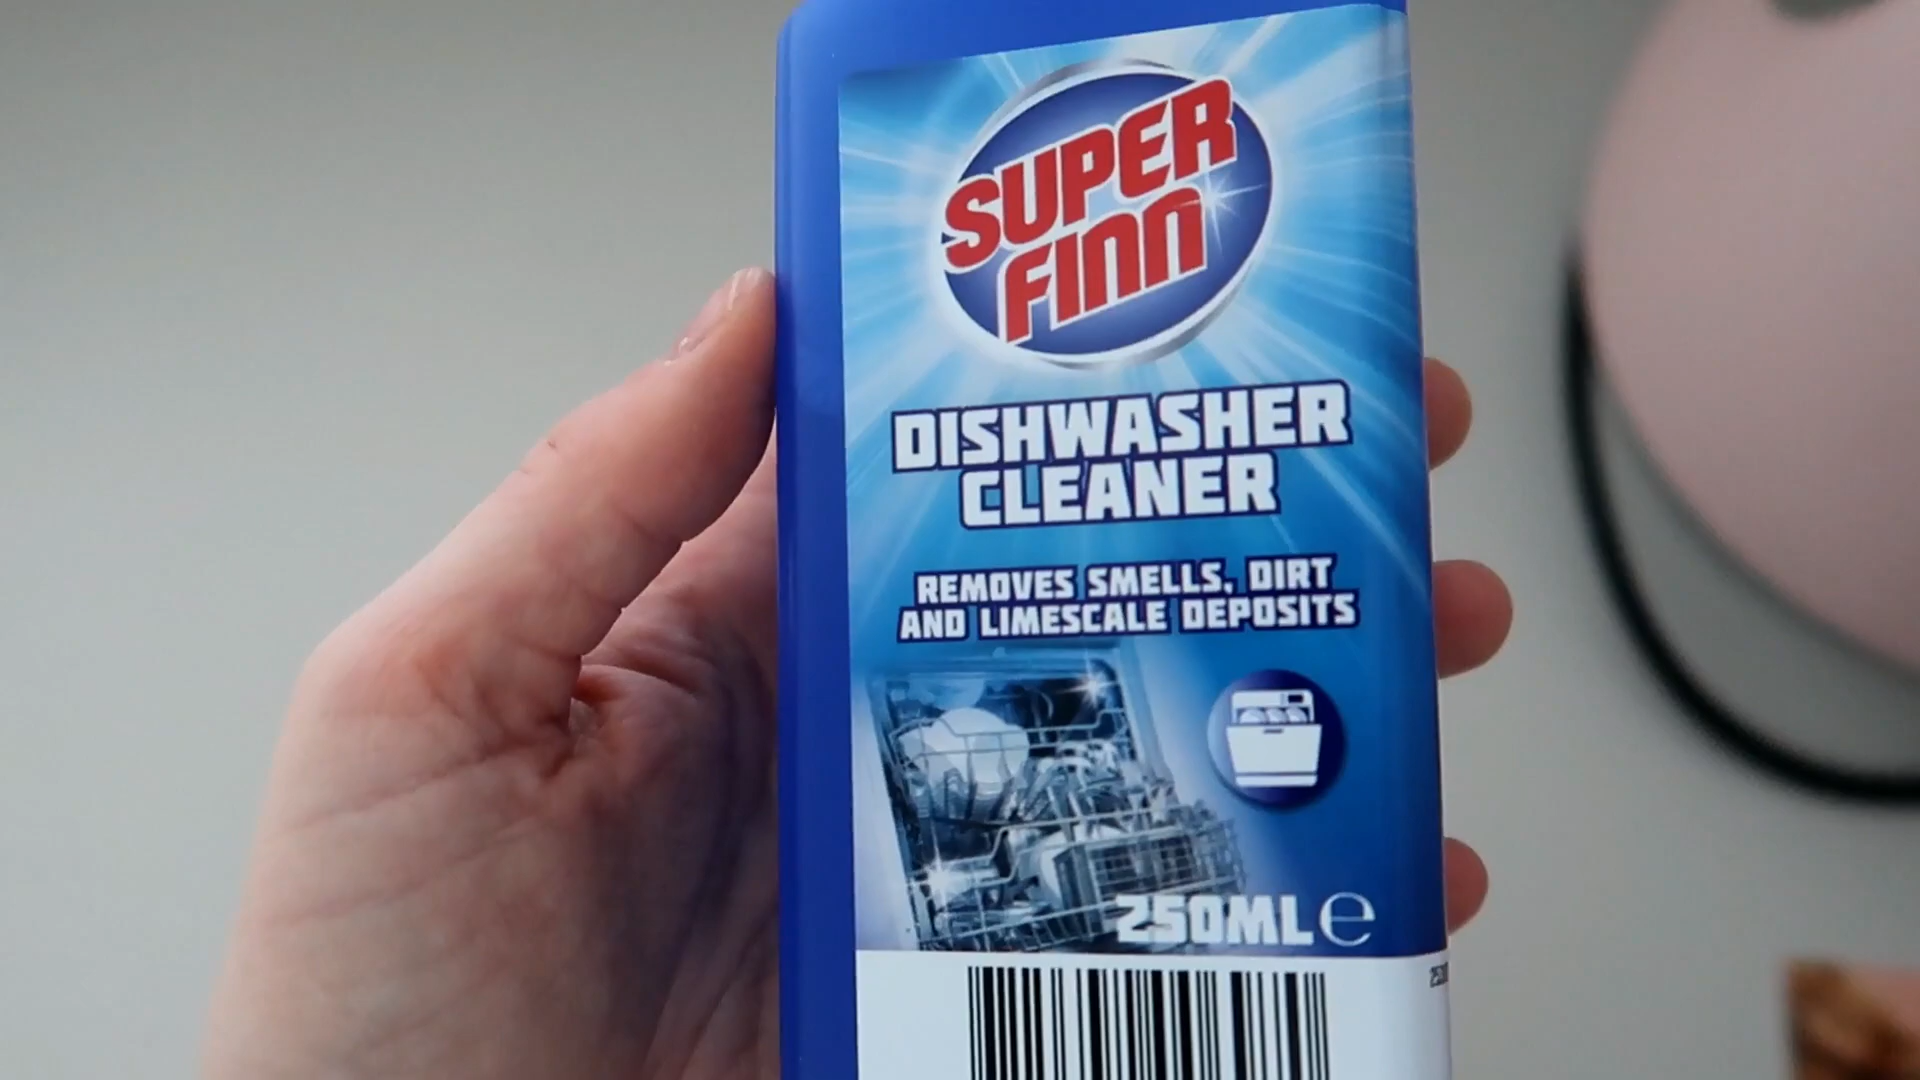 SUPER
FINN
DISHWASHER
CLEANER
REMOVES SMELLS, DIRT
AND LIMESCALE DEPOSITS
250ML e